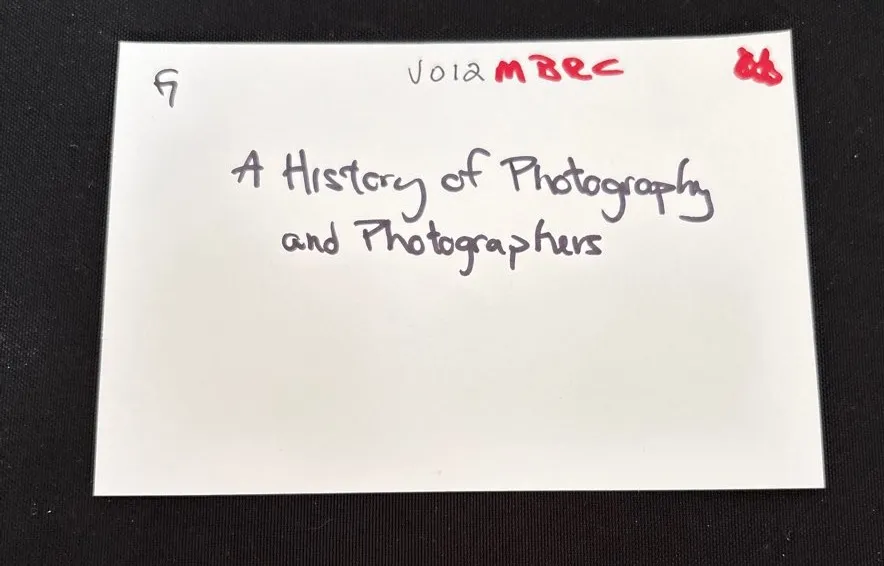 V012 MBRC
A History of Photography
and Photographers